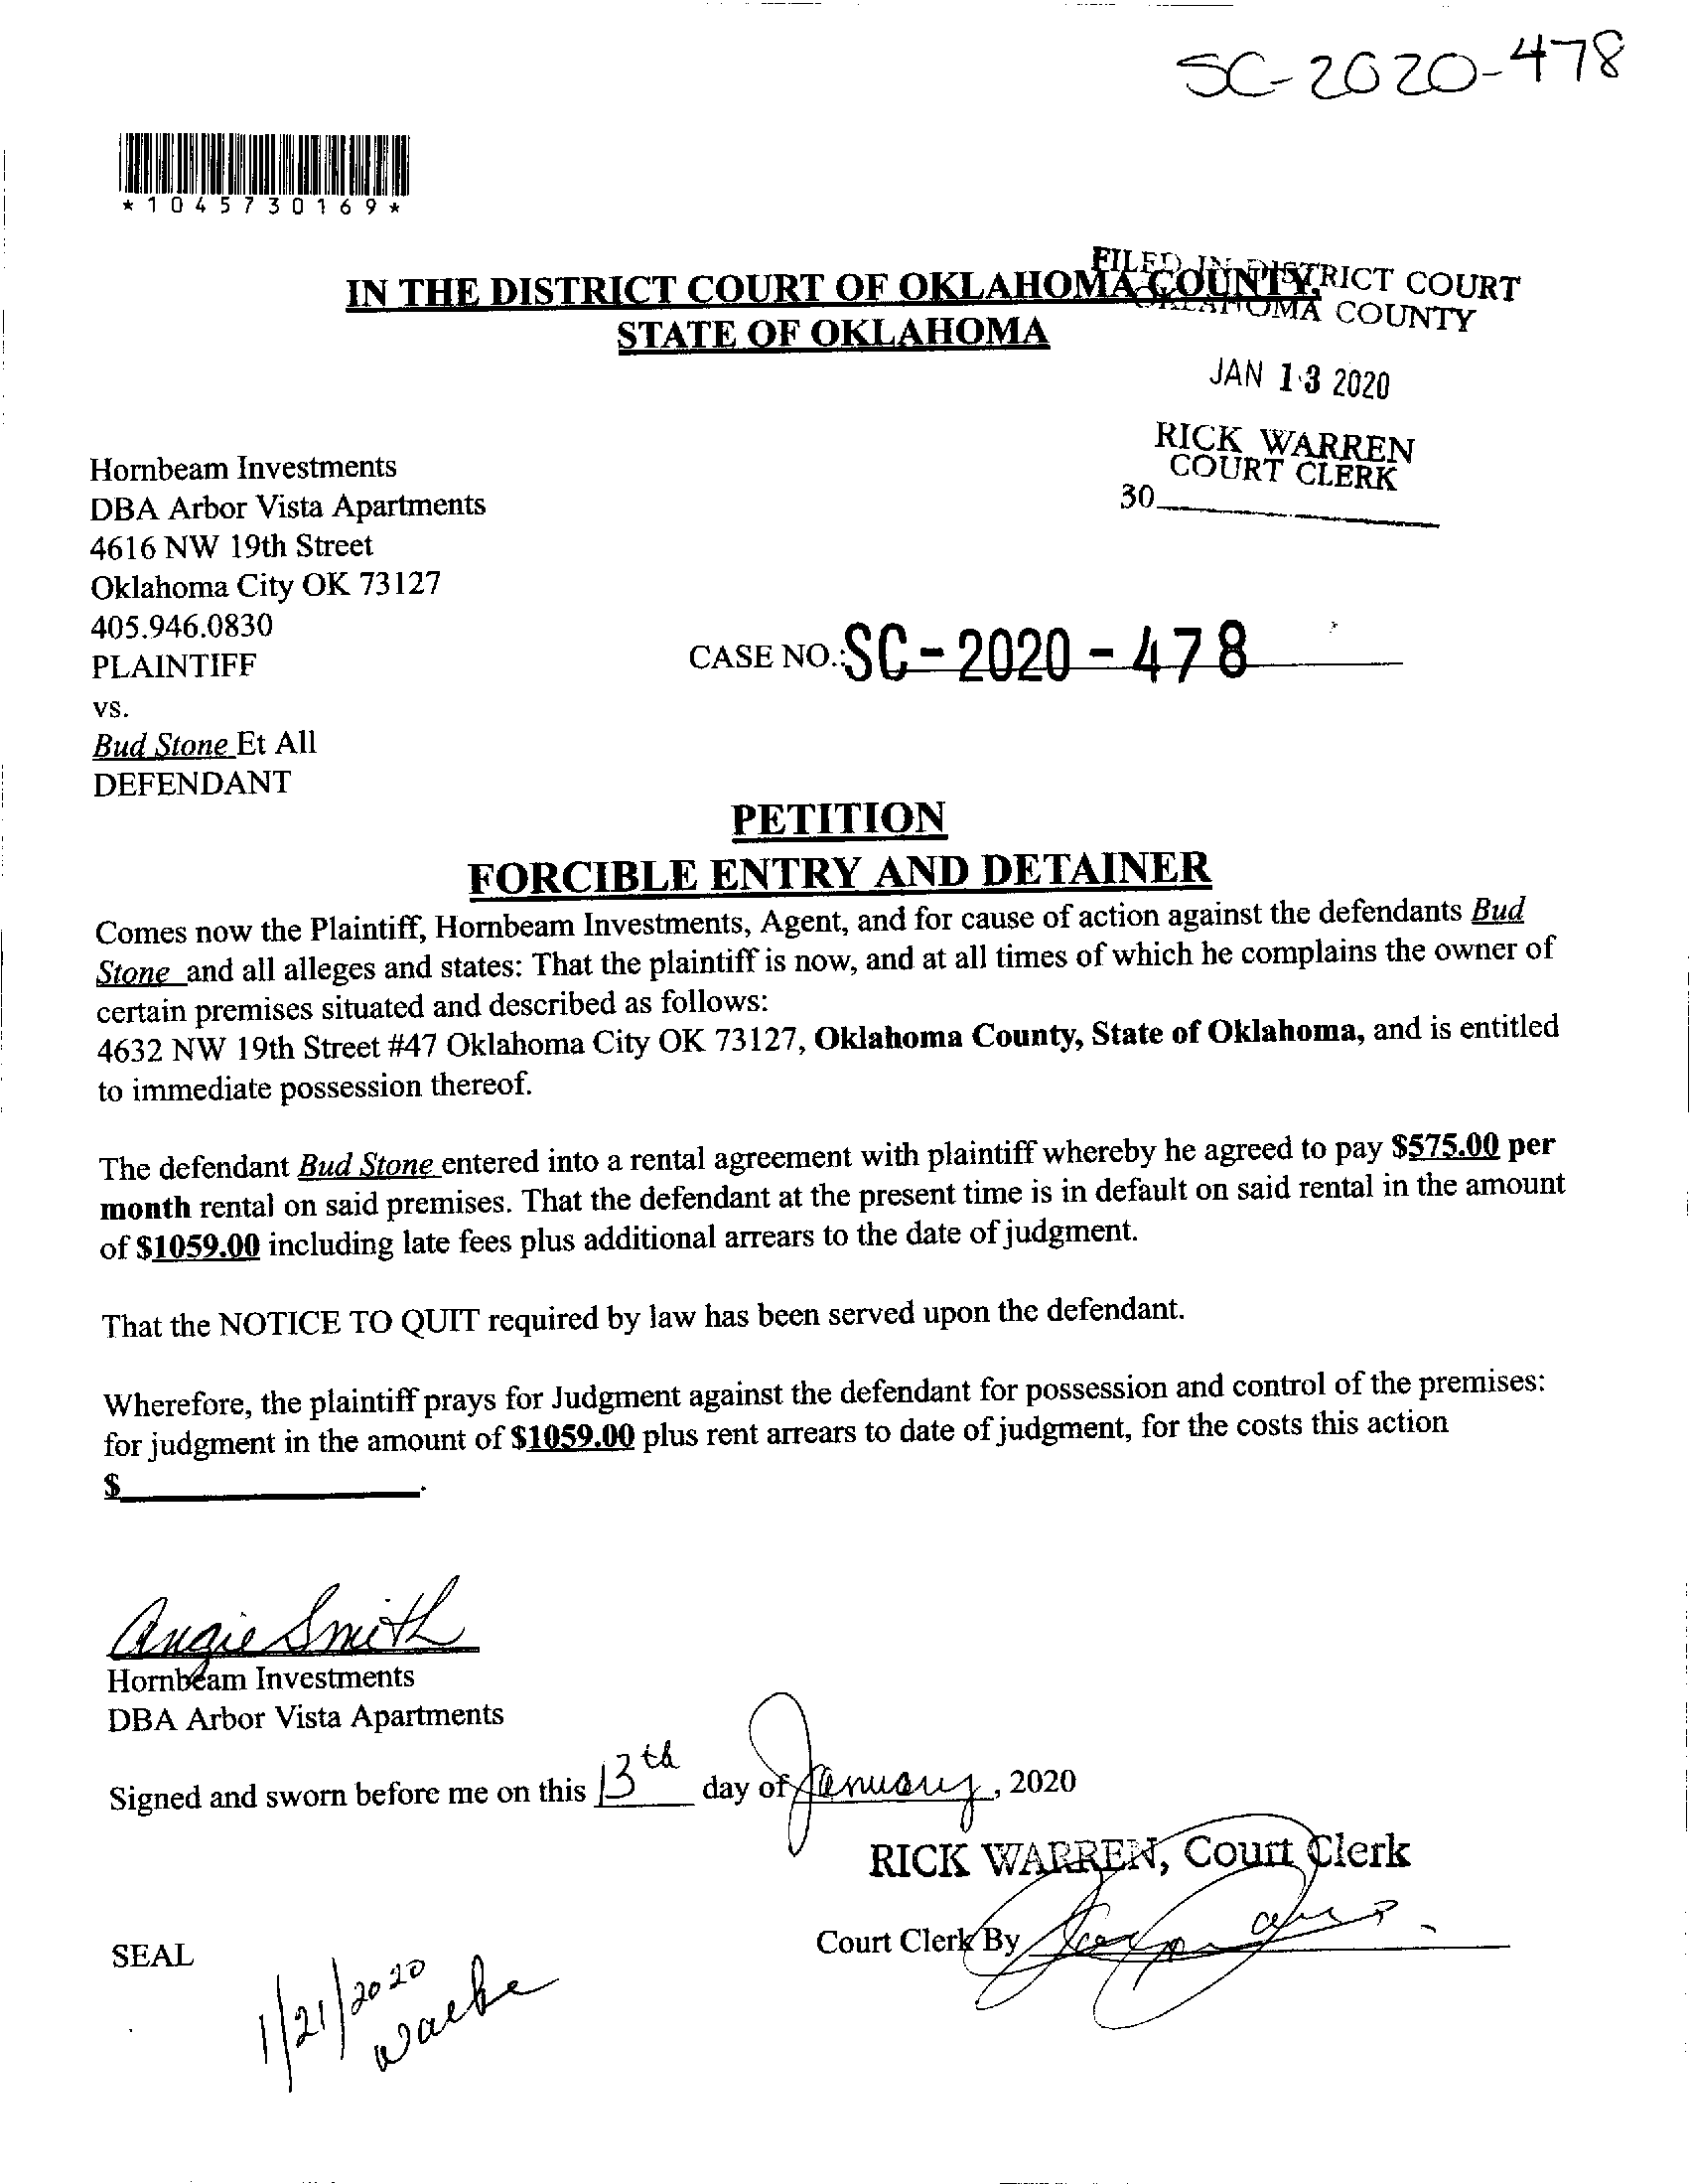 SC-2020-478
*1045730169*
IN THE DISTRICT COURT OF OKLAHOMA COUNTY,
STATE OF OKLAHOMA
FILED IN DISTRICT COURT
OKLAHOMA COUNTY
JAN 13 2020
RICK WARREN
COURT CLERK
30
Hornbeam Investments
DBA Arbor Vista Apartments
4616 NW 19th Street
Oklahoma City OK 73127
405.946.0830
PLAINTIFF
CASE NO.: SC-2020-478
vs.
Bud Stone Et All
DEFENDANT
PETITION
FORCIBLE ENTRY AND DETAINER
Comes now the Plaintiff, Hornbeam Investments, Agent, and for cause of action against the defendants Bud
Stone and all alleges and states: That the plaintiff is now, and at all times of which he complains the owner of
certain premises situated and described as follows:
4632 NW 19th Street #47 Oklahoma City OK 73127, Oklahoma County, State of Oklahoma, and is entitled
to immediate possession thereof.
The defendant Bud Stone entered into a rental agreement with plaintiff whereby he agreed to pay $575.00 per
month rental on said premises. That the defendant at the present time is in default on said rental in the amount
of $1059.00 including late fees plus additional arrears to the date of judgment.
That the NOTICE TO QUIT required by law has been served upon the defendant.
Wherefore, the plaintiff prays for Judgment against the defendant for possession and control of the premises:
for judgment in the amount of $1059.00 plus rent arrears to date of judgment, for the costs this action
$.
Angie Smith
Hornbeam Investments
DBA Arbor Vista Apartments
Signed and sworn before me on this 13th day of January, 2020
RICK WARREN, Court Clerk
Court Clerk By
SEAL
1/21/2020